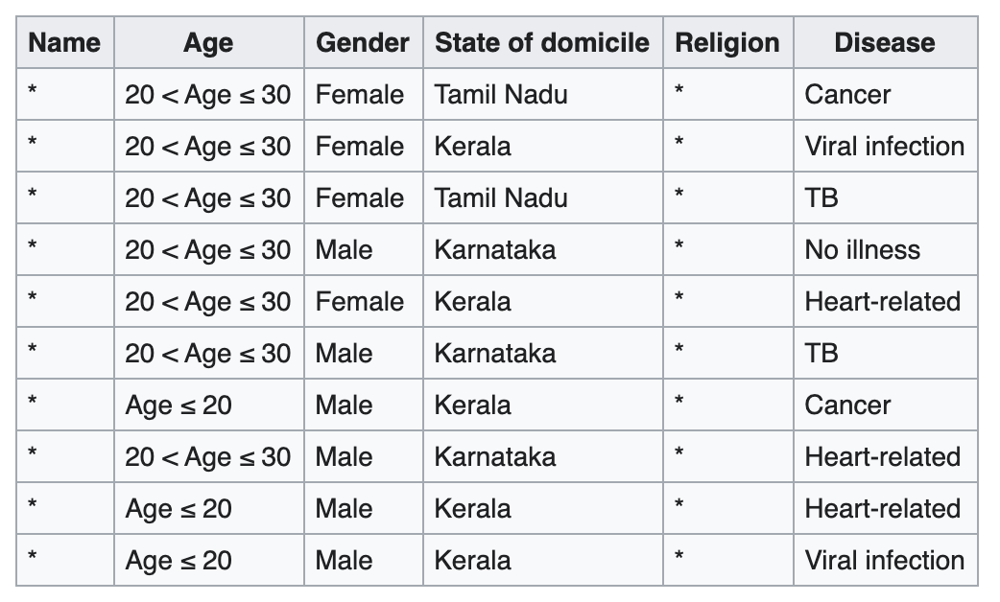 Name Age Gender State of domicile Religion Disease
* 20 < Age ≤ 30 Female Tamil Nadu * Cancer
* 20 < Age ≤ 30 Female Kerala * Viral infection
* 20 < Age ≤ 30 Female Tamil Nadu * TB
* 20 < Age ≤ 30 Male Karnataka * No illness
* 20 < Age ≤ 30 Female Kerala * Heart-related
* 20 < Age ≤ 30 Male Karnataka * TB
* Age ≤ 20 Male Kerala * Cancer
* 20 < Age ≤ 30 Male Karnataka * Heart-related
* Age ≤ 20 Male Kerala * Heart-related
* Age ≤ 20 Male Kerala * Viral infection